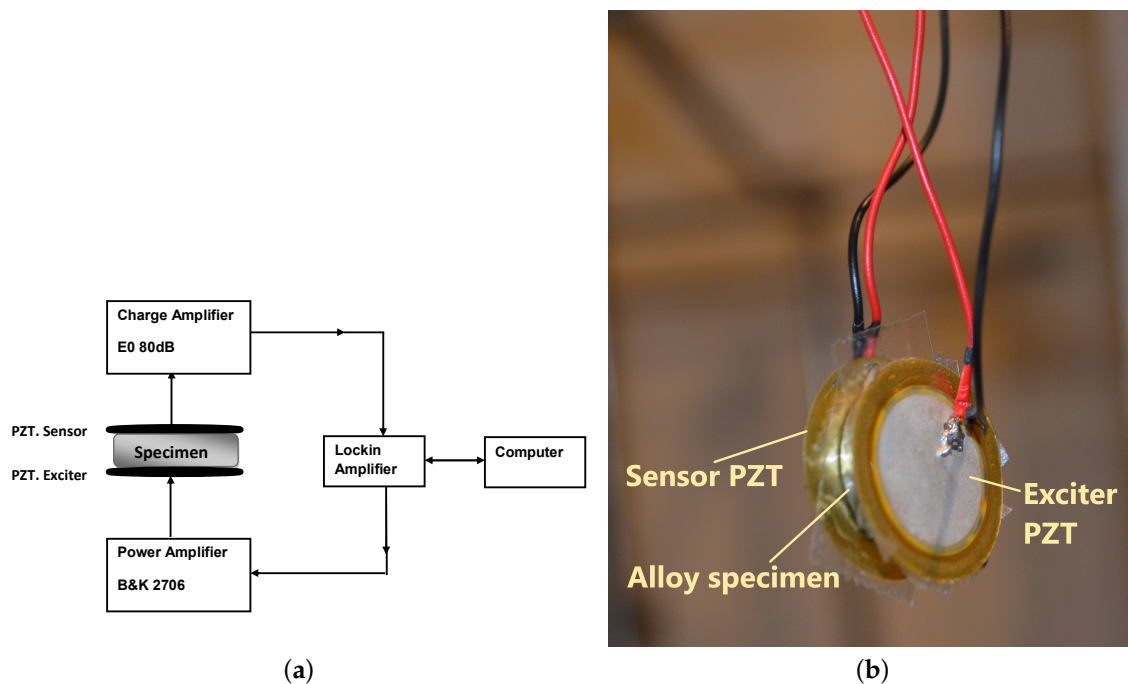 Charge Amplifier
E0 80dB
PZT. Sensor
Specimen
PZT. Exciter
Lockin
Amplifier
Computer
Power Amplifier
B&K 2706
(a)
Sensor PZT
Exciter
PZT
Alloy specimen
(b)